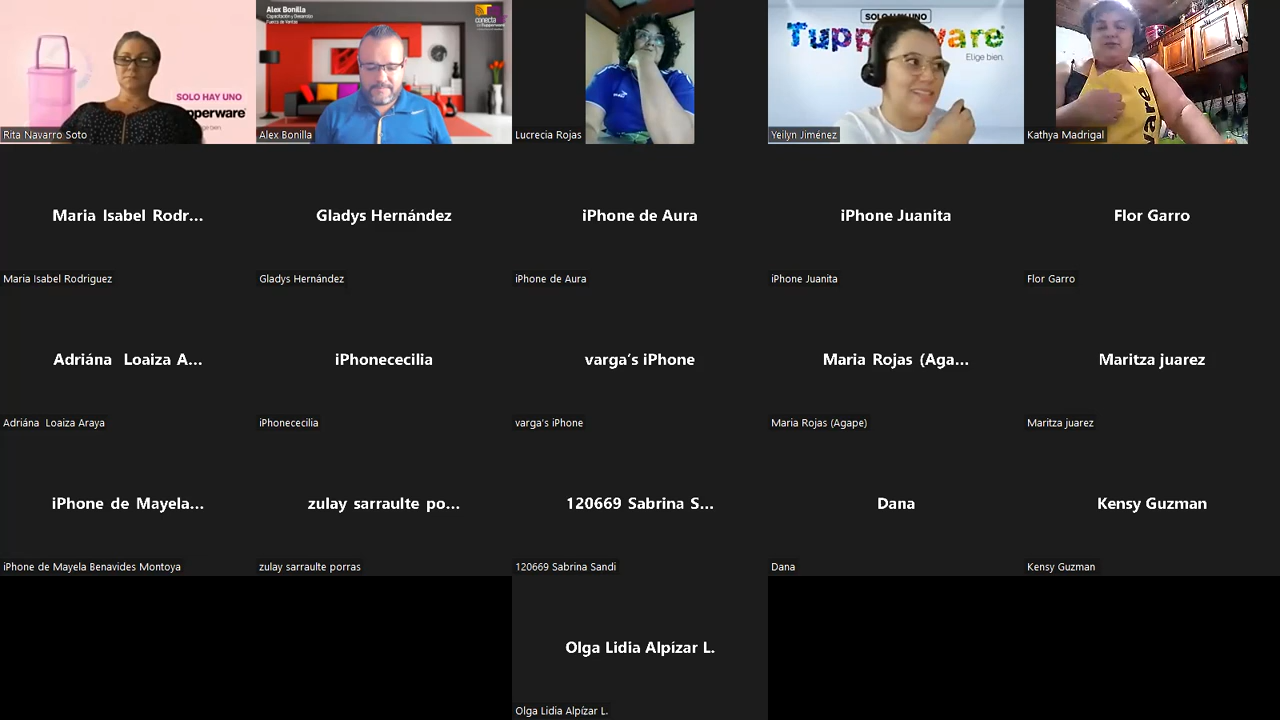 SOLO HAY UNO
upperware
Rita Navarro Soto
Alex Bonilla
Capacitación y Desarrollo
Fuerza de Ventas
conecta
Alex Bonilla
Lucrecia Rojas
SOLO HAY UNO
Tupp ware
Elige bien.
Yeilyn Jiménez
ware
Kathya Madrigal
Maria Isabel Rodr...
Gladys Hernández
iPhone de Aura
iPhone Juanita
Flor Garro
Maria Isabel Rodriguez
Gladys Hernández
iPhone de Aura
iPhone Juanita
Flor Garro
Adriána Loaiza A...
iPhonececilia
varga's iPhone
Maria Rojas (Aga...
Maritza juarez
Adriána Loaiza Araya
iPhonececilia
varga's iPhone
Maria Rojas (Agape)
Maritza juarez
iPhone de Mayela...
zulay sarraulte po...
120669 Sabrina S...
Dana
Kensy Guzman
iPhone de Mayela Benavides Montoya
zulay sarraulte porras
120669 Sabrina Sandi
Dana
Kensy Guzman
Olga Lidia Alpízar L.
Olga Lidia Alpízar L.